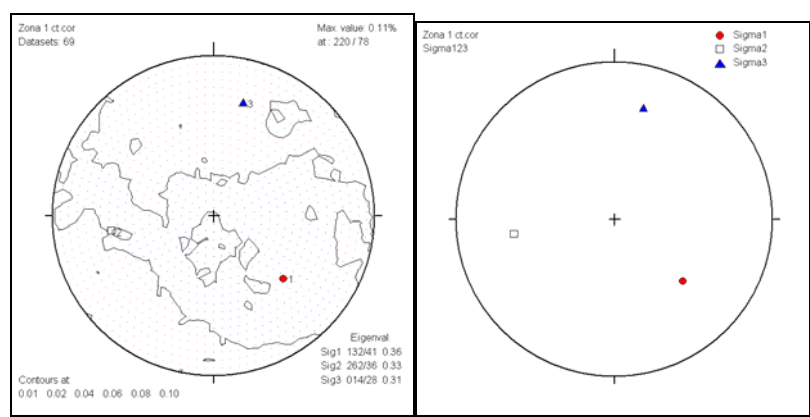 Zona 1 ct.cor
Datasets: 69
Max. value: 0.11%
at : 220 / 78
3
1
Eigenval.
Sig1 132/41 0.36
Sig2 262/36 0.33
Sig3 014/28 0.31
Contours at
0.01 0.02 0.04 0.06 0.08 0.10
Zona 1 ct.cor
Sigma123
Sigma1
Sigma2
Sigma3